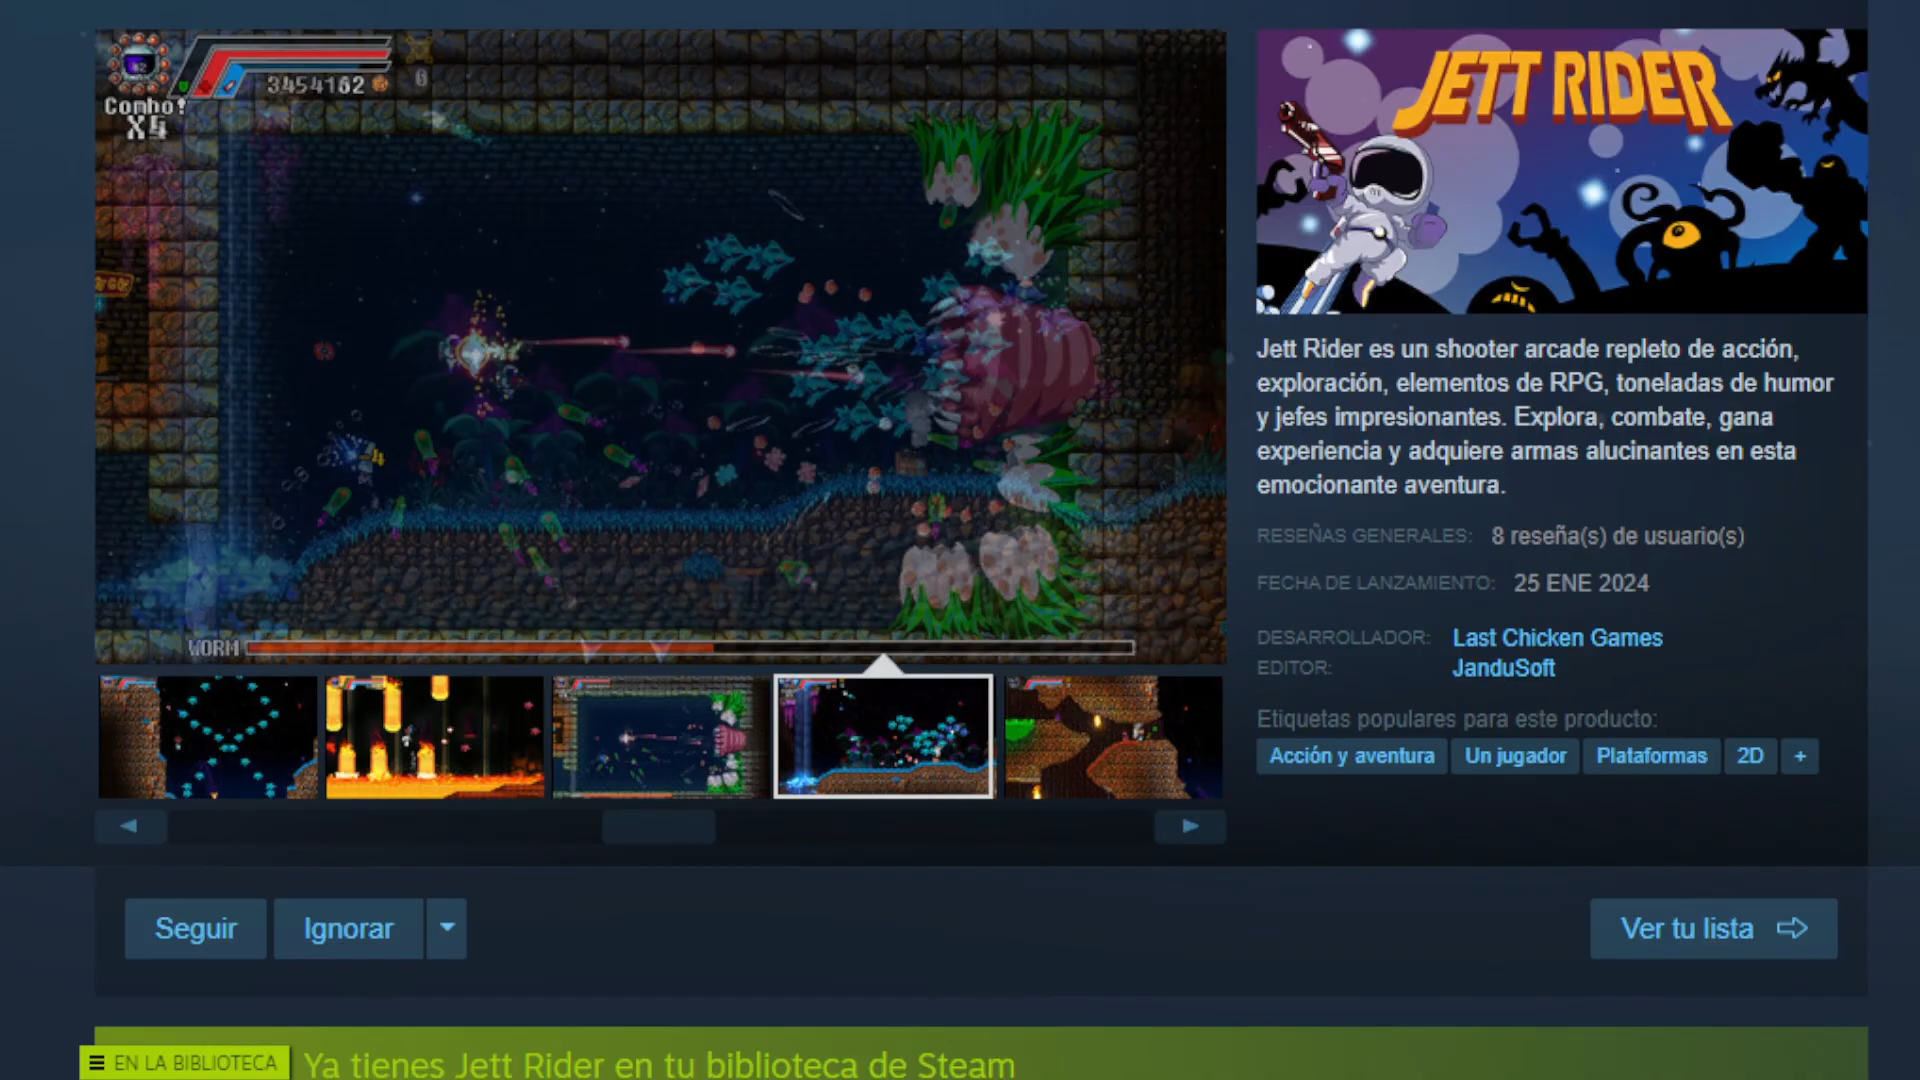 3454162
6
Combo!
X4
WORM
JETT RIDER
Jett Rider es un shooter arcade repleto de acción,
exploración, elementos de RPG, toneladas de humor
y jefes impresionantes. Explora, combate, gana
experiencia y adquiere armas alucinantes en esta
emocionante aventura.
RESEÑAS GENERALES: 8 reseña(s) de usuario(s)
FECHA DE LANZAMIENTO: 25 ENE 2024
DESARROLLADOR: Last Chicken Games
EDITOR: JanduSoft
Etiquetas populares para este producto:
Acción y aventura Un jugador Plataformas 2D +
Seguir Ignorar Ver tu lista
EN LA BIBLIOTECA Ya tienes Jett Rider en tu biblioteca de Steam